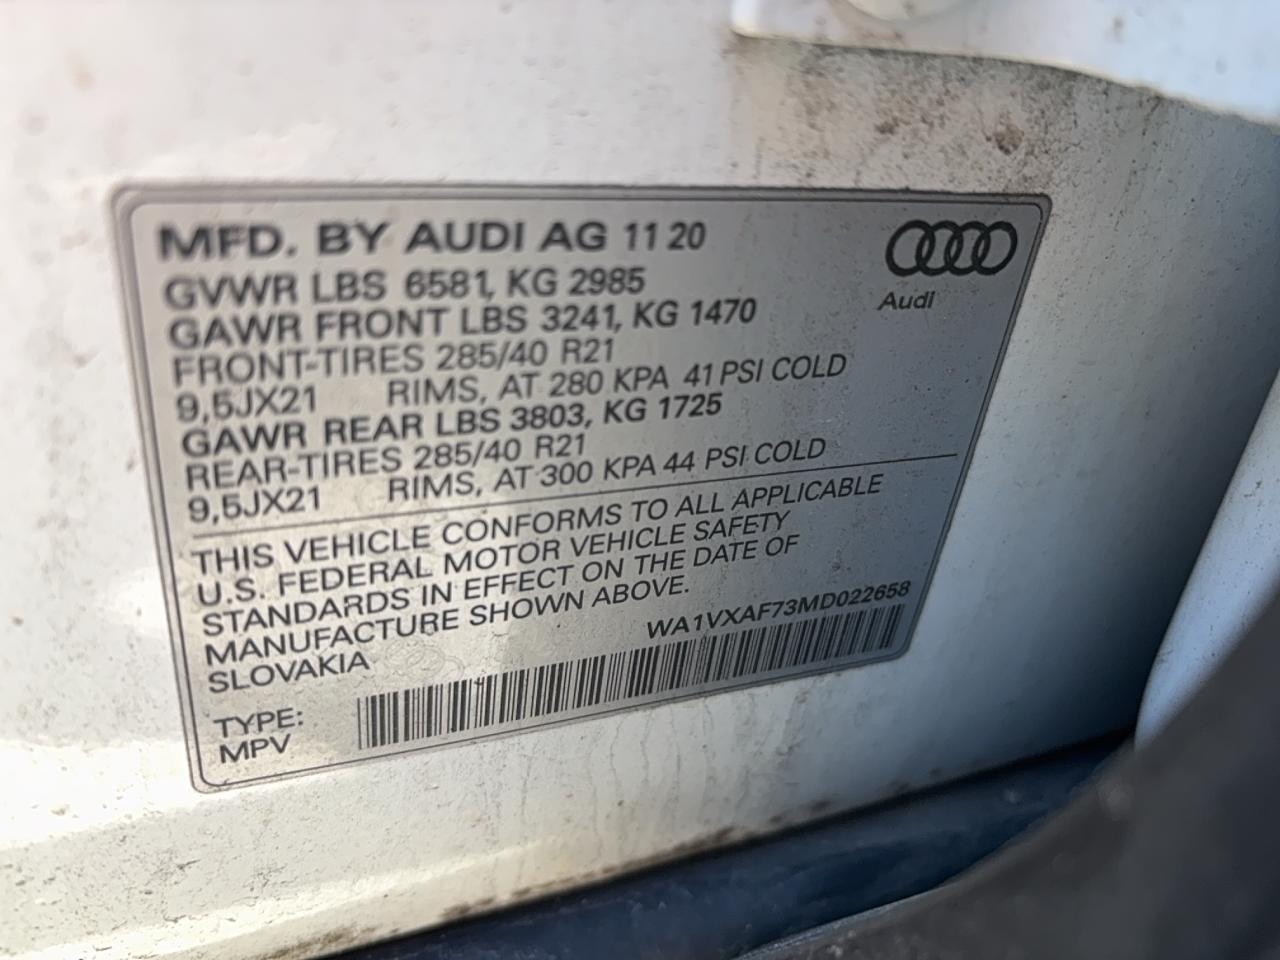 MFD. BY AUDI AG 11 20
GVWR LBS 6581, KG 2985
GAWR FRONT LBS 3241, KG 1470
FRONT-TIRES 285/40 R21
9,5JX21 RIMS, AT 280 KPA 41 PSI COLD
GAWR REAR LBS 3803, KG 1725
REAR-TIRES 285/40 R21
9,5JX21 RIMS, AT 300 KPA 44 PSI COLD
Audi
THIS VEHICLE CONFORMS TO ALL APPLICABLE
U.S. FEDERAL MOTOR VEHICLE SAFETY
STANDARDS IN EFFECT ON THE DATE OF
MANUFACTURE SHOWN ABOVE.
SLOVAKIA
WA1VXAF73MD022658
TYPE:
MPV